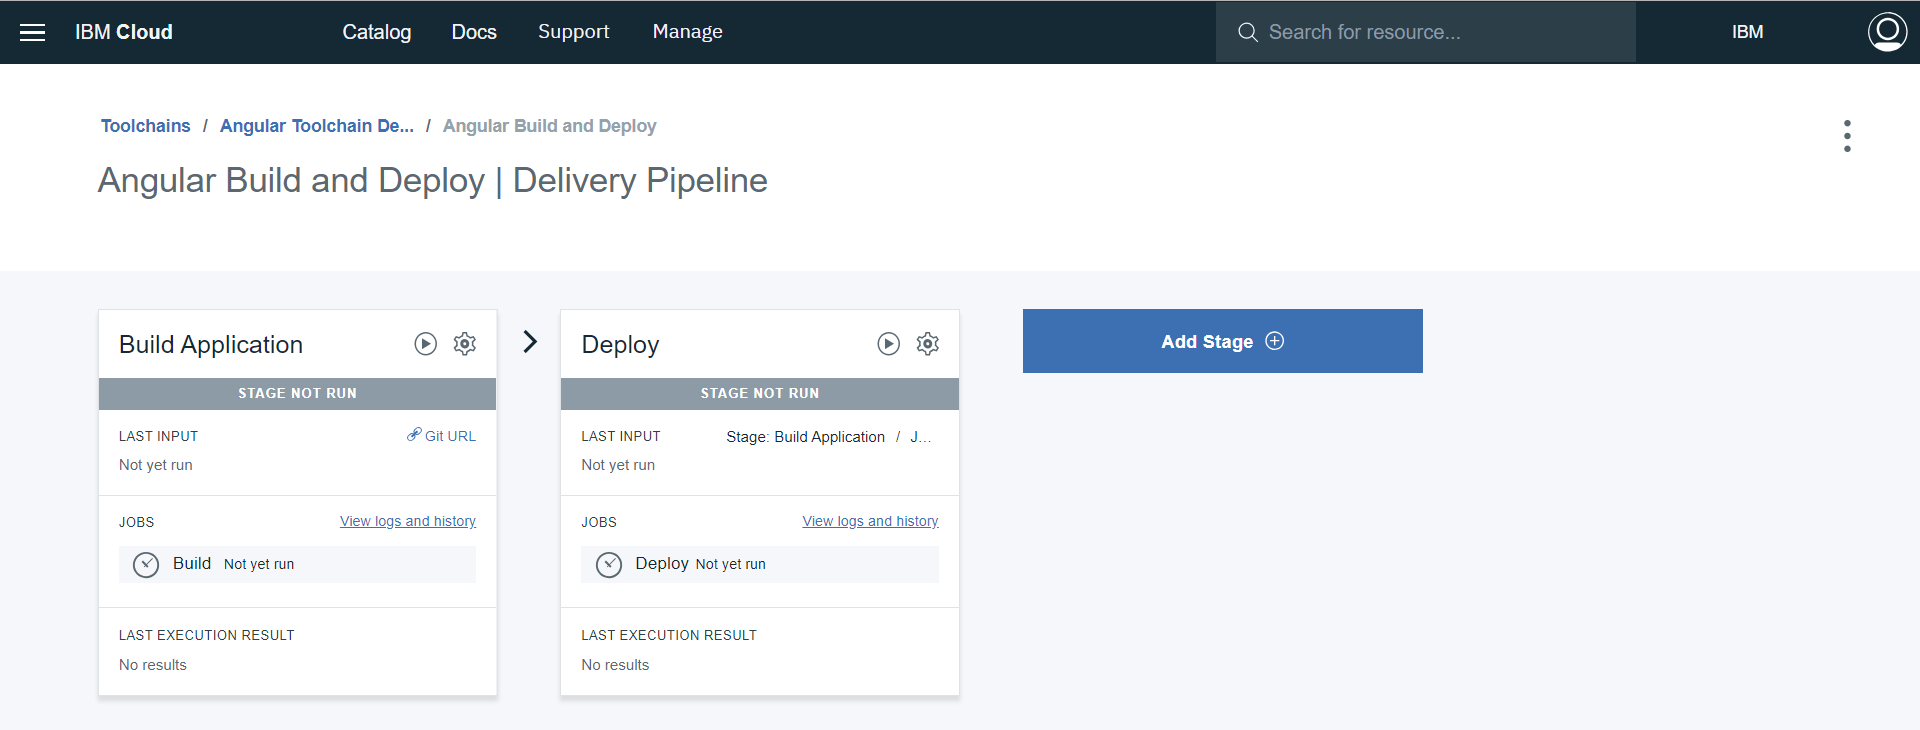 IBM Cloud Catalog Docs Support Manage Search for resource... IBM
Toolchains / Angular Toolchain De... / Angular Build and Deploy
Angular Build and Deploy | Delivery Pipeline
Build Application
STAGE NOT RUN
LAST INPUT Git URL
Not yet run
JOBS View logs and history
Build Not yet run
LAST EXECUTION RESULT
No results
Deploy
STAGE NOT RUN
LAST INPUT Stage: Build Application / J...
Not yet run
JOBS View logs and history
Deploy Not yet run
LAST EXECUTION RESULT
No results
Add Stage